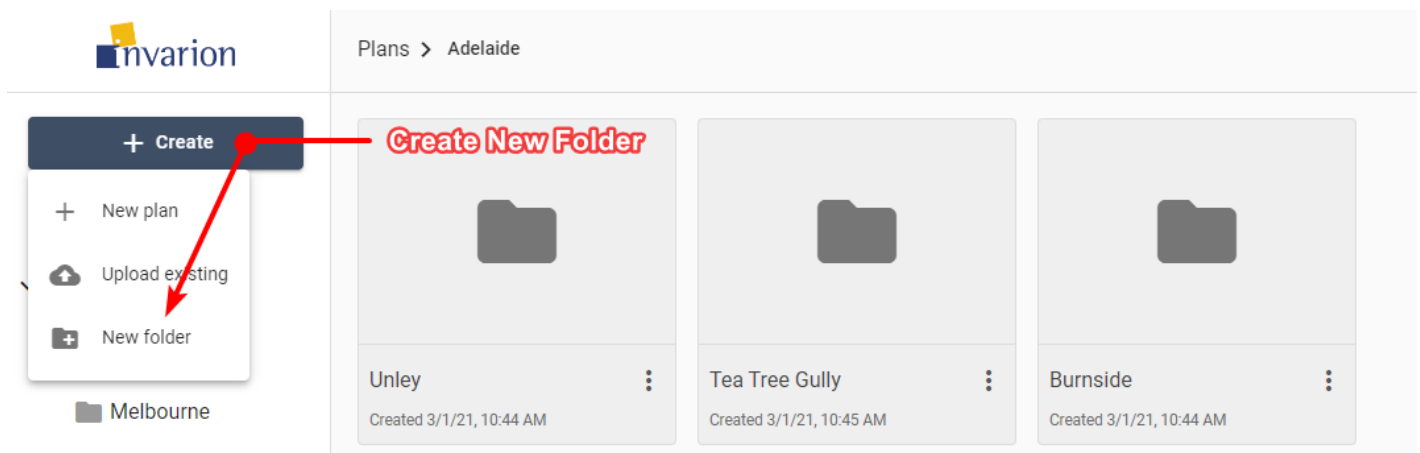 invarion
Plans > Adelaide
+ Create
Create New Folder
+ New plan
Upload existing
New folder
Melbourne
Unley
Created 3/1/21, 10:44 AM
Tea Tree Gully
Created 3/1/21, 10:45 AM
Burnside
Created 3/1/21, 10:44 AM